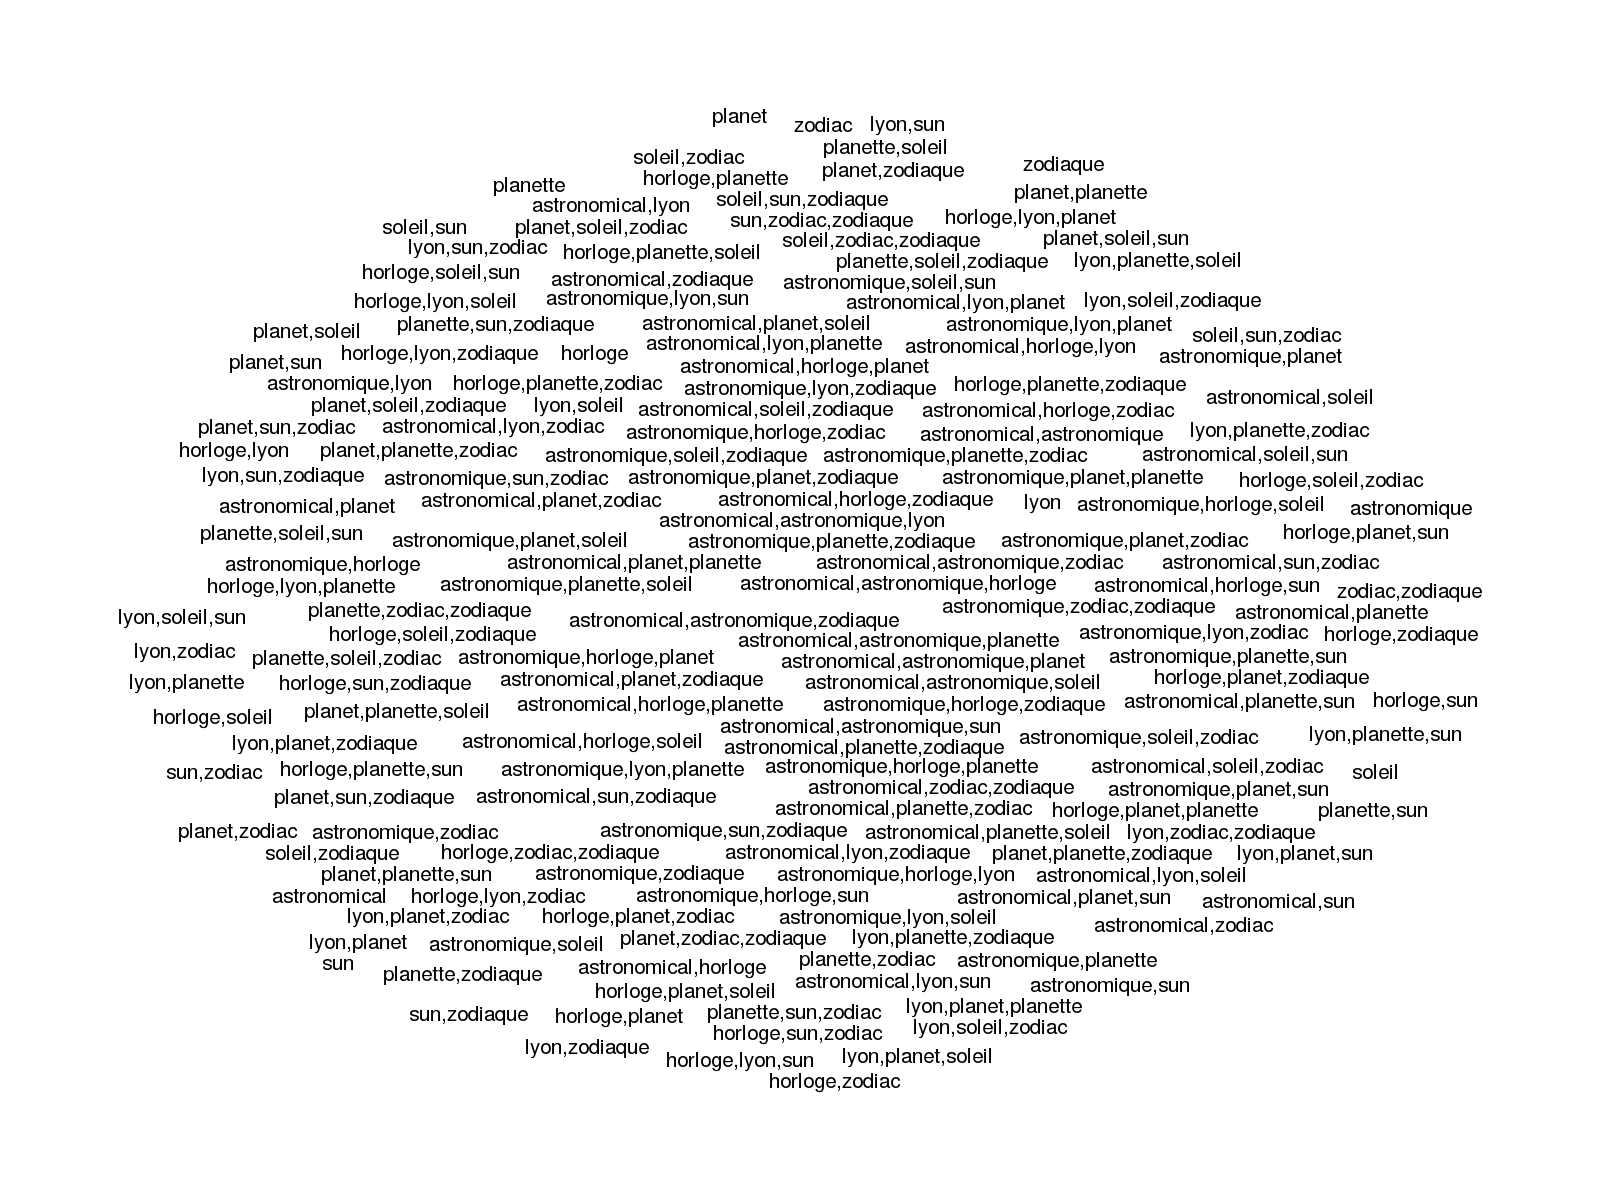 planet
zodiac lyon,sun
planette,soleil
soleil,zodiac
planet,zodiaque zodiaque
horloge,planette
planette planet,planette
astronomical,lyon soleil,sun,zodiaque
sun,zodiac,zodiaque horloge,lyon,planet
soleil,sun planet,soleil,zodiac
soleil,zodiac,zodiaque planet,soleil,sun
lyon,sun,zodiac horloge,planette,soleil
planette,soleil,zodiaque lyon,planette,soleil
horloge,soleil,sun astronomical,zodiaque astronomique,soleil,sun
horloge,lyon,soleil astronomique,lyon,sun astronomical,lyon,planet lyon,soleil,zodiaque
planet,soleil planette,sun,zodiaque astronomical,planet,soleil astronomique,lyon,planet soleil,sun,zodiac
astronomical,lyon,planette astronomical,horloge,lyon
planet,sun horloge,lyon,zodiaque horloge astronomique,planet
astronomical,horloge,planet
astronomique,lyon horloge,planette,zodiac astronomique,lyon,zodiaque horloge,planette,zodiaque
planet,soleil,zodiaque lyon,soleil astronomical,soleil,zodiaque astronomical,horloge,zodiac astronomical,soleil
planet,sun,zodiac astronomical,lyon,zodiac astronomique,horloge,zodiac astronomical,astronomique lyon,planette,zodiac
horloge,lyon planet,planette,zodiac astronomique,soleil,zodiaque astronomique,planette,zodiac astronomical,soleil,sun
lyon,sun,zodiaque astronomique,sun,zodiac astronomique,planet,zodiaque astronomique,planet,planette horloge,soleil,zodiac
astronomical,planet astronomical,planet,zodiac astronomical,horloge,zodiaque lyon astronomique,horloge,soleil astronomique
astronomical,astronomique,lyon
planette,soleil,sun astronomique,planet,soleil astronomique,planette,zodiaque astronomique,planet,zodiac horloge,planet,sun
astronomique,horloge astronomical,planet,planette astronomical,astronomique,zodiac astronomical,sun,zodiac
horloge,lyon,planette astronomique,planette,soleil astronomical,astronomique,horloge astronomical,horloge,sun zodiac,zodiaque
lyon,soleil,sun planette,zodiac,zodiaque astronomical,astronomique,zodiaque astronomique,zodiac,zodiaque astronomical,planette
horloge,soleil,zodiaque astronomical,astronomique,planette astronomique,lyon,zodiac horloge,zodiaque
lyon,zodiac planette,soleil,zodiac astronomique,horloge,planet astronomical,astronomique,planet astronomique,planette,sun
lyon,planette horloge,sun,zodiaque astronomical,planet,zodiaque astronomical,astronomique,soleil horloge,planet,zodiaque
horloge,soleil planet,planette,soleil astronomical,horloge,planette astronomique,horloge,zodiaque astronomical,planette,sun horloge,sun
astronomical,astronomique,sun
lyon,planet,zodiaque astronomical,horloge,soleil astronomical,planette,zodiaque astronomique,soleil,zodiac lyon,planette,sun
sun,zodiac horloge,planette,sun astronomique,lyon,planette astronomique,horloge,planette astronomical,soleil,zodiac soleil
planet,sun,zodiaque astronomical,sun,zodiaque astronomical,zodiac,zodiaque astronomique,planet,sun
astronomical,planette,zodiac horloge,planet,planette planette,sun
planet,zodiac astronomique,zodiac astronomique,sun,zodiaque astronomical,planette,soleil lyon,zodiac,zodiaque
soleil,zodiaque horloge,zodiac,zodiaque astronomical,lyon,zodiaque planet,planette,zodiaque lyon,planet,sun
planet,planette,sun astronomique,zodiaque astronomique,horloge,lyon astronomical,lyon,soleil
astronomical horloge,lyon,zodiac astronomique,horloge,sun astronomical,planet,sun astronomical,sun
lyon,planet,zodiac horloge,planet,zodiac astronomique,lyon,soleil astronomical,zodiac
lyon,planet astronomique,soleil planet,zodiac,zodiaque lyon,planette,zodiaque
sun planette,zodiaque astronomical,horloge planette,zodiac astronomique,planette
horloge,planet,soleil astronomical,lyon,sun astronomique,sun
sun,zodiaque horloge,planet planette,sun,zodiac lyon,planet,planette
horloge,sun,zodiac lyon,soleil,zodiac
lyon,zodiaque horloge,lyon,sun lyon,planet,soleil
horloge,zodiac